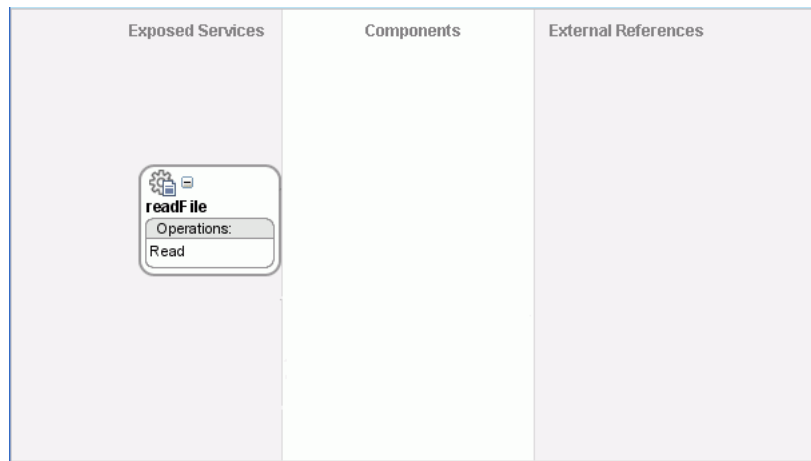 Exposed Services
Components
External References
readFile
Operations:
Read